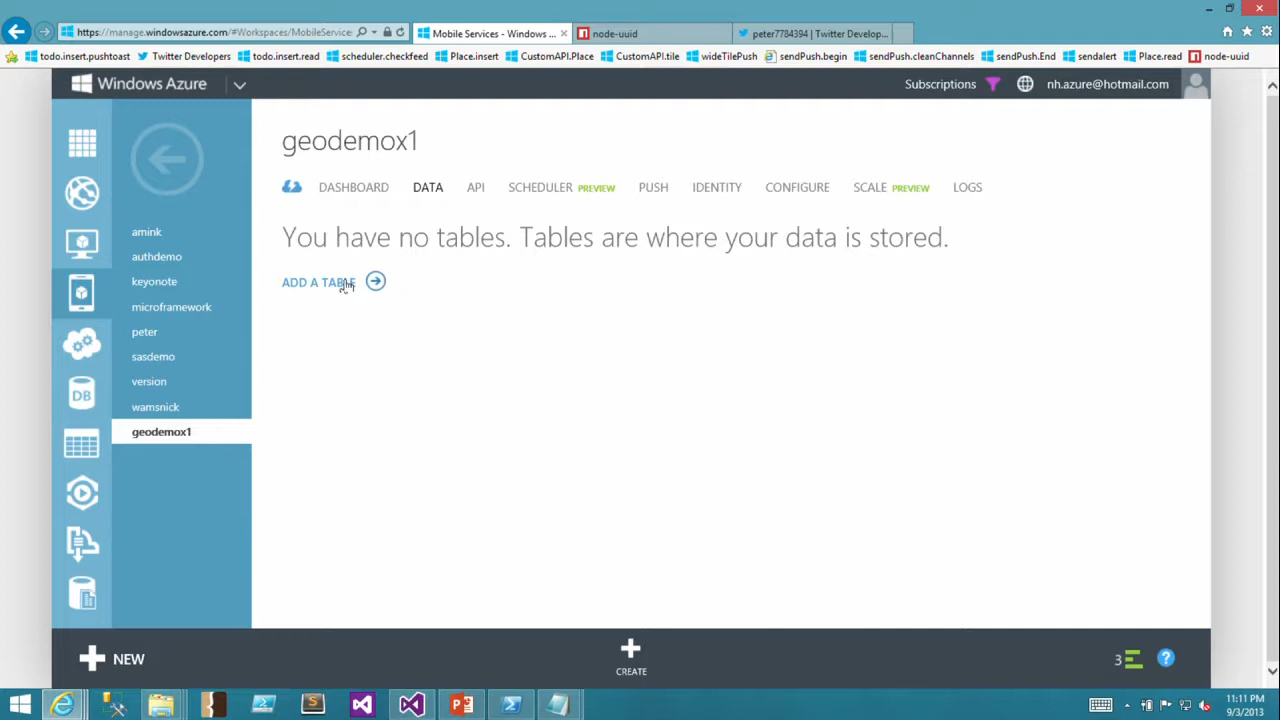 https://manage.windowsazure.com/#Workspaces/MobileService
Mobile Services - Windows ...
node-uuid
peter7784394 | Twitter Develop...
todo.insert.pushtoast
Twitter Developers
todo.insert.read
scheduler.checkfeed
Place.insert
CustomAPI.Place
CustomAPI.tile
wideTilePush
sendPush.begin
sendPush.cleanChannels
sendPush.End
sendalert
Place.read
node-uuid
Windows Azure
Subscriptions
nh.azure@hotmail.com
geodemox1
DASHBOARD
DATA
API
SCHEDULER PREVIEW
PUSH
IDENTITY
CONFIGURE
SCALE PREVIEW
LOGS
You have no tables. Tables are where your data is stored.
ADD A TABLE
amink
authdemo
keyonote
microframework
peter
sasdemo
version
wamsnick
geodemox1
DB
NEW
CREATE
3
?
11:11 PM
9/3/2013